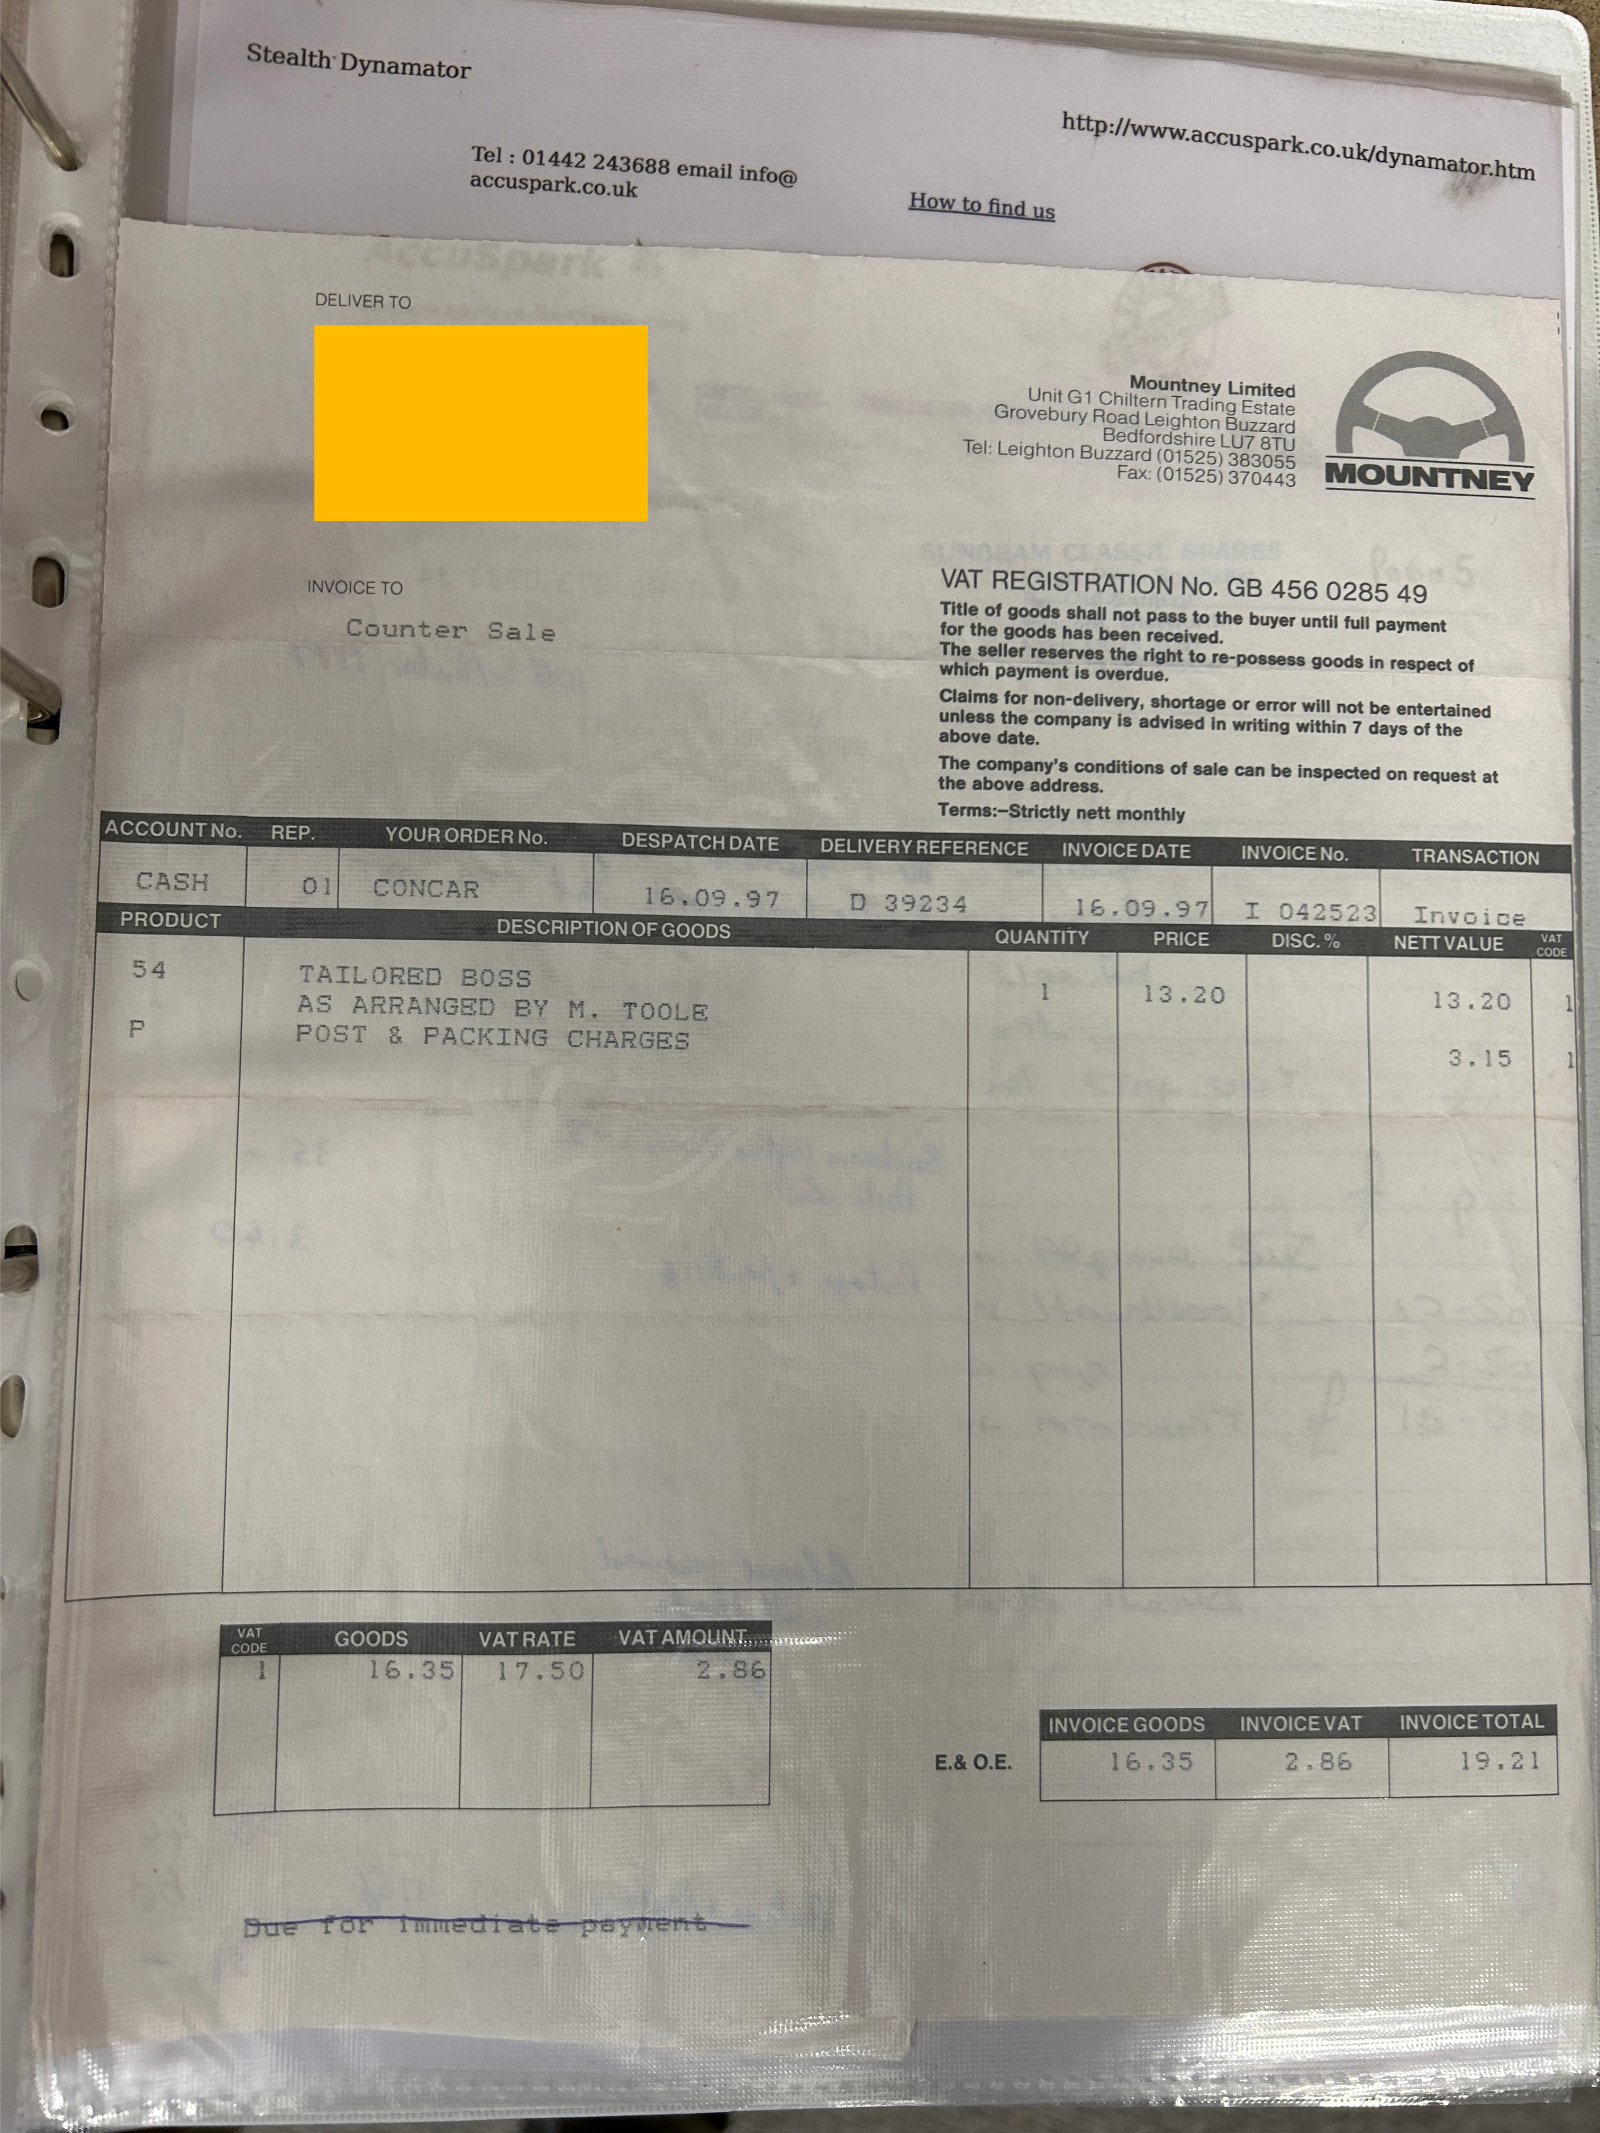 Stealth Dynamator
http://www.accuspark.co.uk/dynamator.htm
Tel : 01442 243688 email info@
accuspark.co.uk
How to find us
DELIVER TO
Mountney Limited
Unit G1 Chiltern Trading Estate
Grovebury Road Leighton Buzzard
Bedfordshire LU7 8TU
Tel: Leighton Buzzard (01525) 383055
Fax: (01525) 370443
MOUNTNEY
INVOICE TO
Counter Sale
VAT REGISTRATION No. GB 456 0285 49
Title of goods shall not pass to the buyer until full payment
for the goods has been received.
The seller reserves the right to re-possess goods in respect of
which payment is overdue.
Claims for non-delivery, shortage or error will not be entertained
unless the company is advised in writing within 7 days of the
above date.
The company's conditions of sale can be inspected on request at
the above address.
Terms:–Strictly nett monthly
ACCOUNT No. REP. YOUR ORDER No. DESPATCH DATE DELIVERY REFERENCE INVOICE DATE INVOICE No. TRANSACTION
CASH 01 CONCAR 16.09.97 D 39234 16.09.97 I 042523 Invoice
PRODUCT DESCRIPTION OF GOODS QUANTITY PRICE DISC. % NETT VALUE VAT CODE
54 TAILORED BOSS 1 13.20 13.20 1
AS ARRANGED BY M. TOOLE
P POST & PACKING CHARGES 3.15 1
VAT CODE GOODS VAT RATE VAT AMOUNT
1 16.35 17.50 2.86
INVOICE GOODS INVOICE VAT INVOICE TOTAL
E.& O.E. 16.35 2.86 19.21
Due for immediate payment